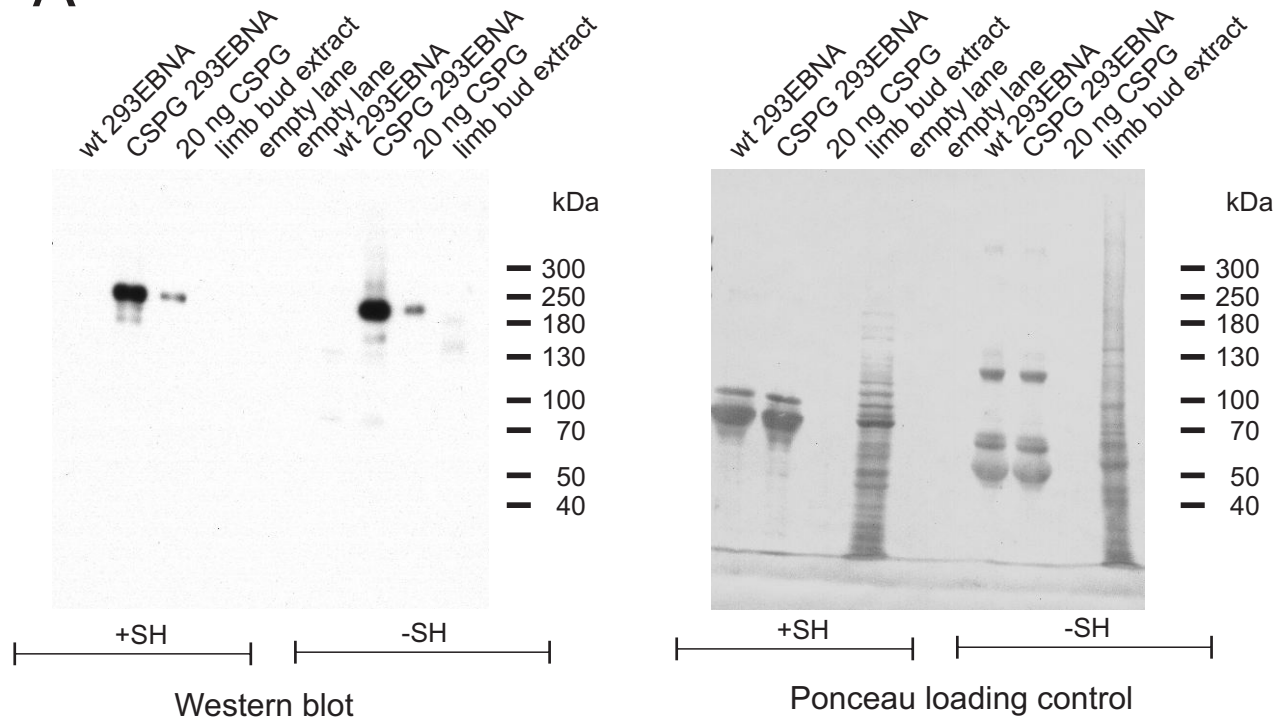 A
wt 293EBNA
CSPG 293EBNA
20 ng CSPG
limb bud extract
empty lane
empty lane
wt 293EBNA
CSPG 293EBNA
20 ng CSPG
limb bud extract
kDa
300
250
180
130
100
70
50
40
+SH
-SH
Western blot
wt 293EBNA
CSPG 293EBNA
20 ng CSPG
limb bud extract
empty lane
empty lane
wt 293EBNA
CSPG 293EBNA
20 ng CSPG
limb bud extract
kDa
300
250
180
130
100
70
50
40
+SH
-SH
Ponceau loading control